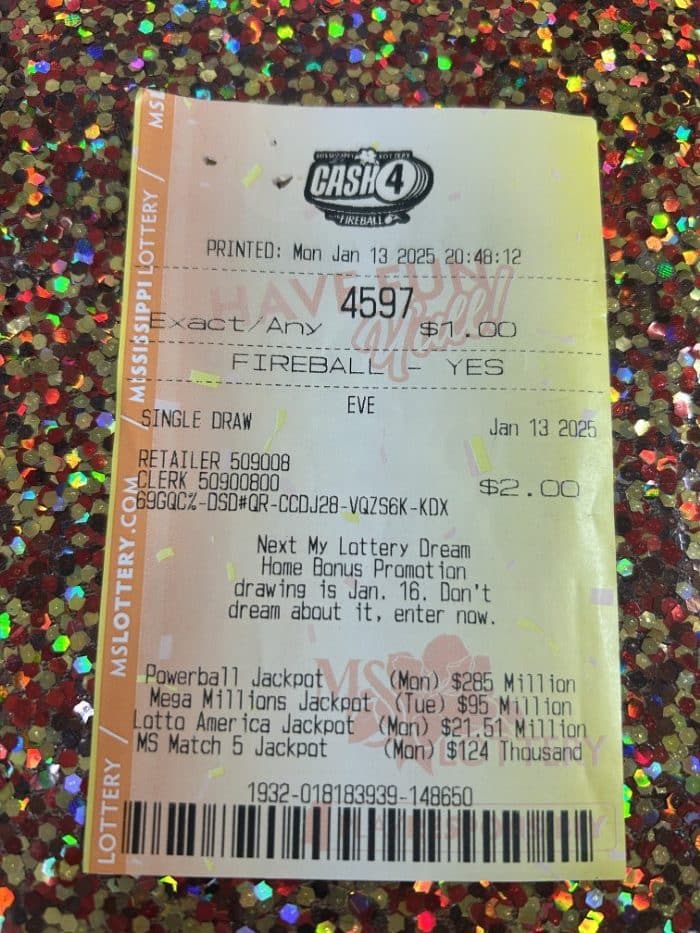 MISSISSIPPI LOTTERY
CASH 4
FIREBALL
PRINTED: Mon Jan 13 2025 20:48:12
HAVE FUN
Y'all!
4597
Exact/Any $1.00
FIREBALL - YES
EVE
SINGLE DRAW Jan 13 2025
RETAILER 509008
CLERK 50900800 $2.00
69GQC%-DSD#QR-CCDJ28-VQZS6K-KDX
Next My Lottery Dream
Home Bonus Promotion
drawing is Jan. 16. Don't
dream about it, enter now.
Powerball Jackpot (Mon) $285 Million
Mega Millions Jackpot (Tue) $95 Million
Lotto America Jackpot (Mon) $21.51 Million
MS Match 5 Jackpot (Mon) $124 Thousand
1932-018183939-148650
LOTTERY / MSLOTTERY.COM / MISSISSIPPI LOTTERY / MSL